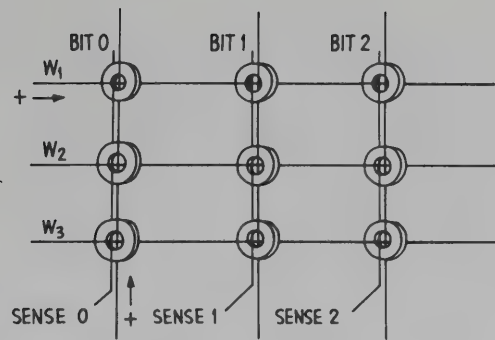 BIT 0 BIT 1 BIT 2
W1
+
W2
W3
SENSE 0 + SENSE 1 SENSE 2